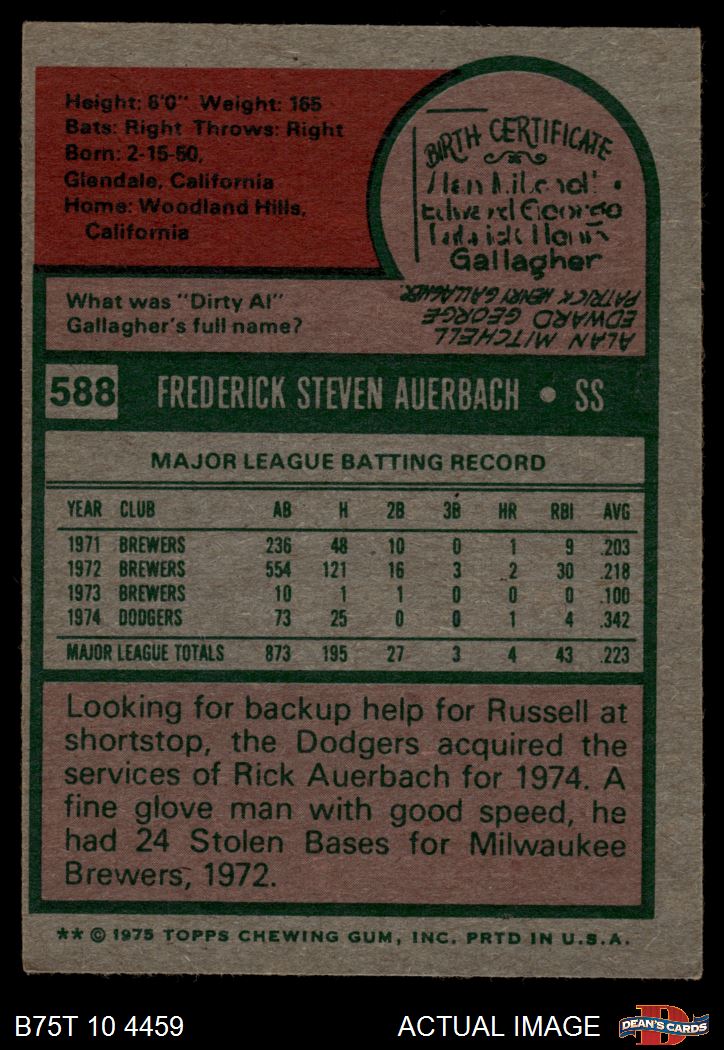 Height: 6'0" Weight: 165
Bats: Right Throws: Right
Born: 2-15-50,
Glendale, California
Home: Woodland Hills,
California
BIRTH CERTIFICATE
Edward George
Gallagher
What was "Dirty Al"
Gallagher's full name?
ALAN MITCHELL
EDWARD GEORGE
PATRICK HENRY GALLAGHER.
588 FREDERICK STEVEN AUERBACH • SS
MAJOR LEAGUE BATTING RECORD
YEAR CLUB AB H 2B 3B HR RBI AVG
1971 BREWERS 236 48 10 0 1 9 .203
1972 BREWERS 554 121 16 3 2 30 .218
1973 BREWERS 10 1 1 0 0 0 .100
1974 DODGERS 73 25 0 0 1 4 .342
MAJOR LEAGUE TOTALS 873 195 27 3 4 43 .223
Looking for backup help for Russell at
shortstop, the Dodgers acquired the
services of Rick Auerbach for 1974. A
fine glove man with good speed, he
had 24 Stolen Bases for Milwaukee
Brewers, 1972.
** © 1975 TOPPS CHEWING GUM, INC. PRTD IN U.S.A.
B75T 10 4459 ACTUAL IMAGE D DEAN'S CARDS